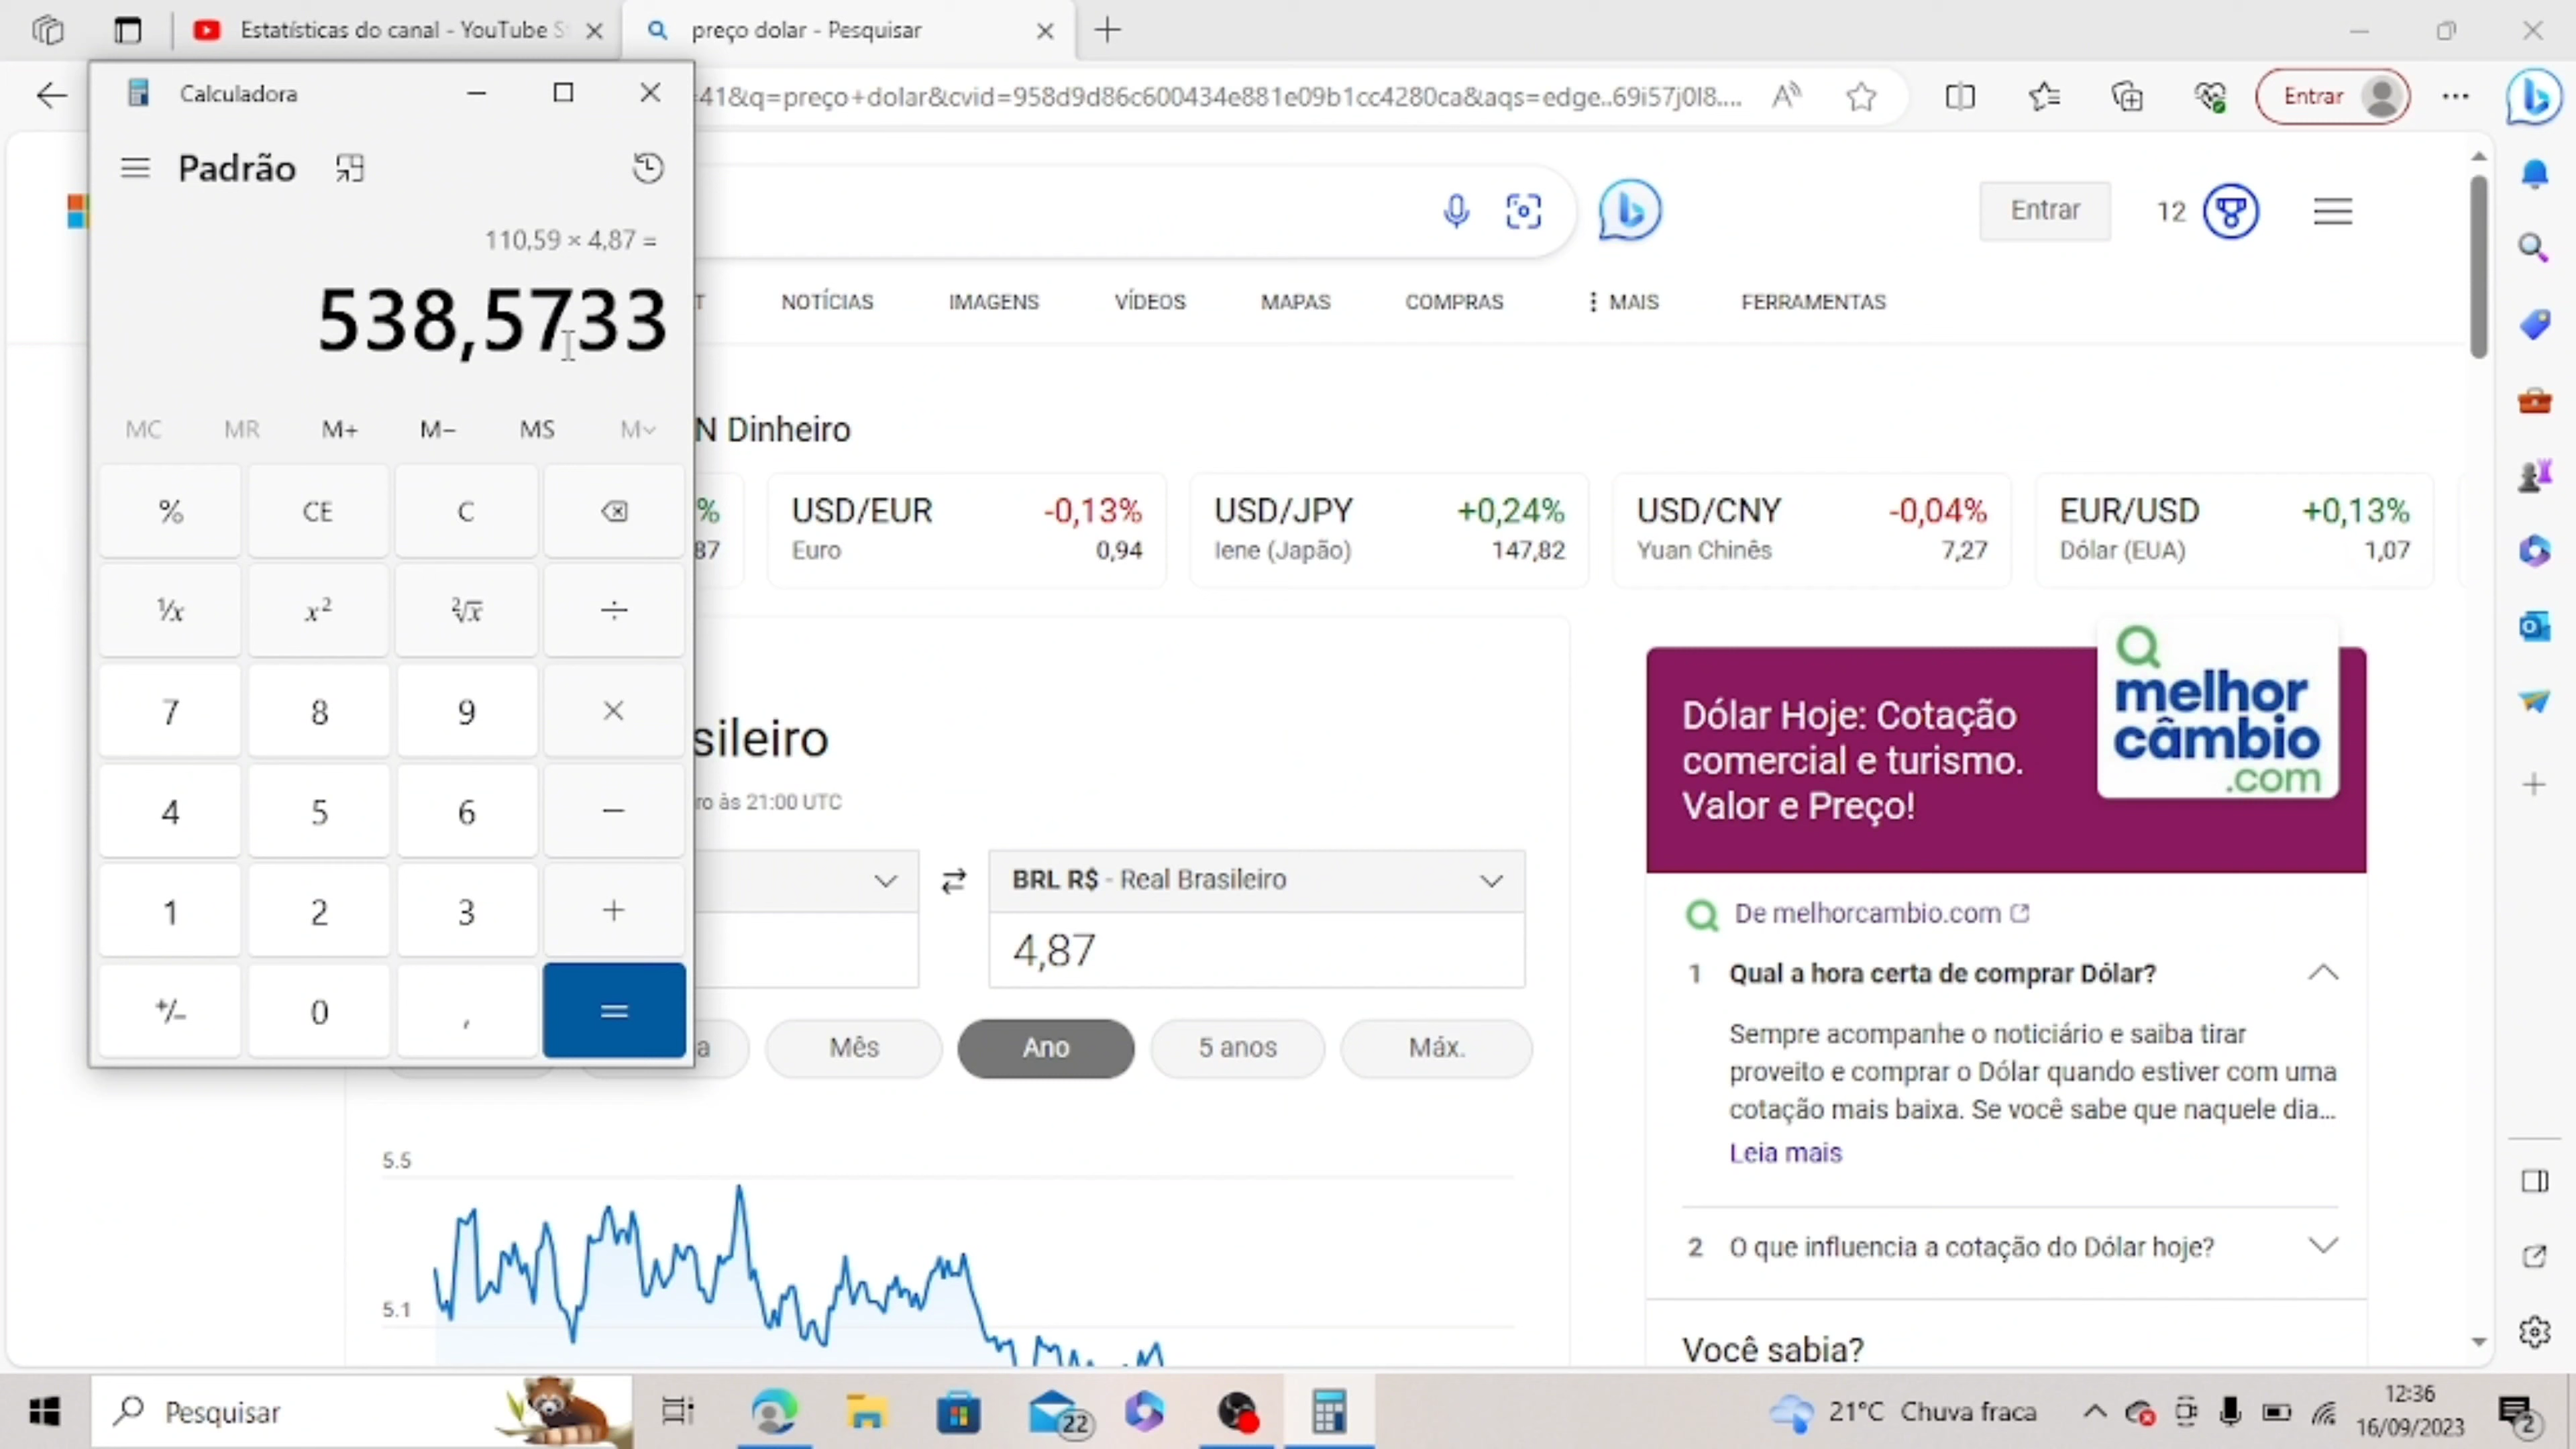 Estatísticas do canal - YouTube S
preço dolar - Pesquisar
=41&q=preço+dolar&cvid=958d9d86c600434e881e09b1cc4280ca&aqs=edge..69i57j0l8....
Entrar
Calculadora
Padrão
110,59 × 4,87 =
538,5733
MC MR M+ M− MS M
% CE C
⅟x x² ²√x ÷
7 8 9 ×
4 5 6 −
1 2 3 +
+/− 0 , =
Entrar
12
T NOTÍCIAS IMAGENS VÍDEOS MAPAS COMPRAS MAIS FERRAMENTAS
N Dinheiro
%
87
USD/EUR -0,13%
Euro 0,94
USD/JPY +0,24%
Iene (Japão) 147,82
USD/CNY -0,04%
Yuan Chinês 7,27
EUR/USD +0,13%
Dólar (EUA) 1,07
sileiro
ro às 21:00 UTC
BRL R$ - Real Brasileiro
4,87
a Mês Ano 5 anos Máx.
5.5
5.1
Dólar Hoje: Cotação
comercial e turismo.
Valor e Preço!
melhor
câmbio
.com
De melhorcambio.com
1 Qual a hora certa de comprar Dólar?
Sempre acompanhe o noticiário e saiba tirar
proveito e comprar o Dólar quando estiver com uma
cotação mais baixa. Se você sabe que naquele dia...
Leia mais
2 O que influencia a cotação do Dólar hoje?
Você sabia?
Pesquisar
22
21°C Chuva fraca
12:36
16/09/2023
2